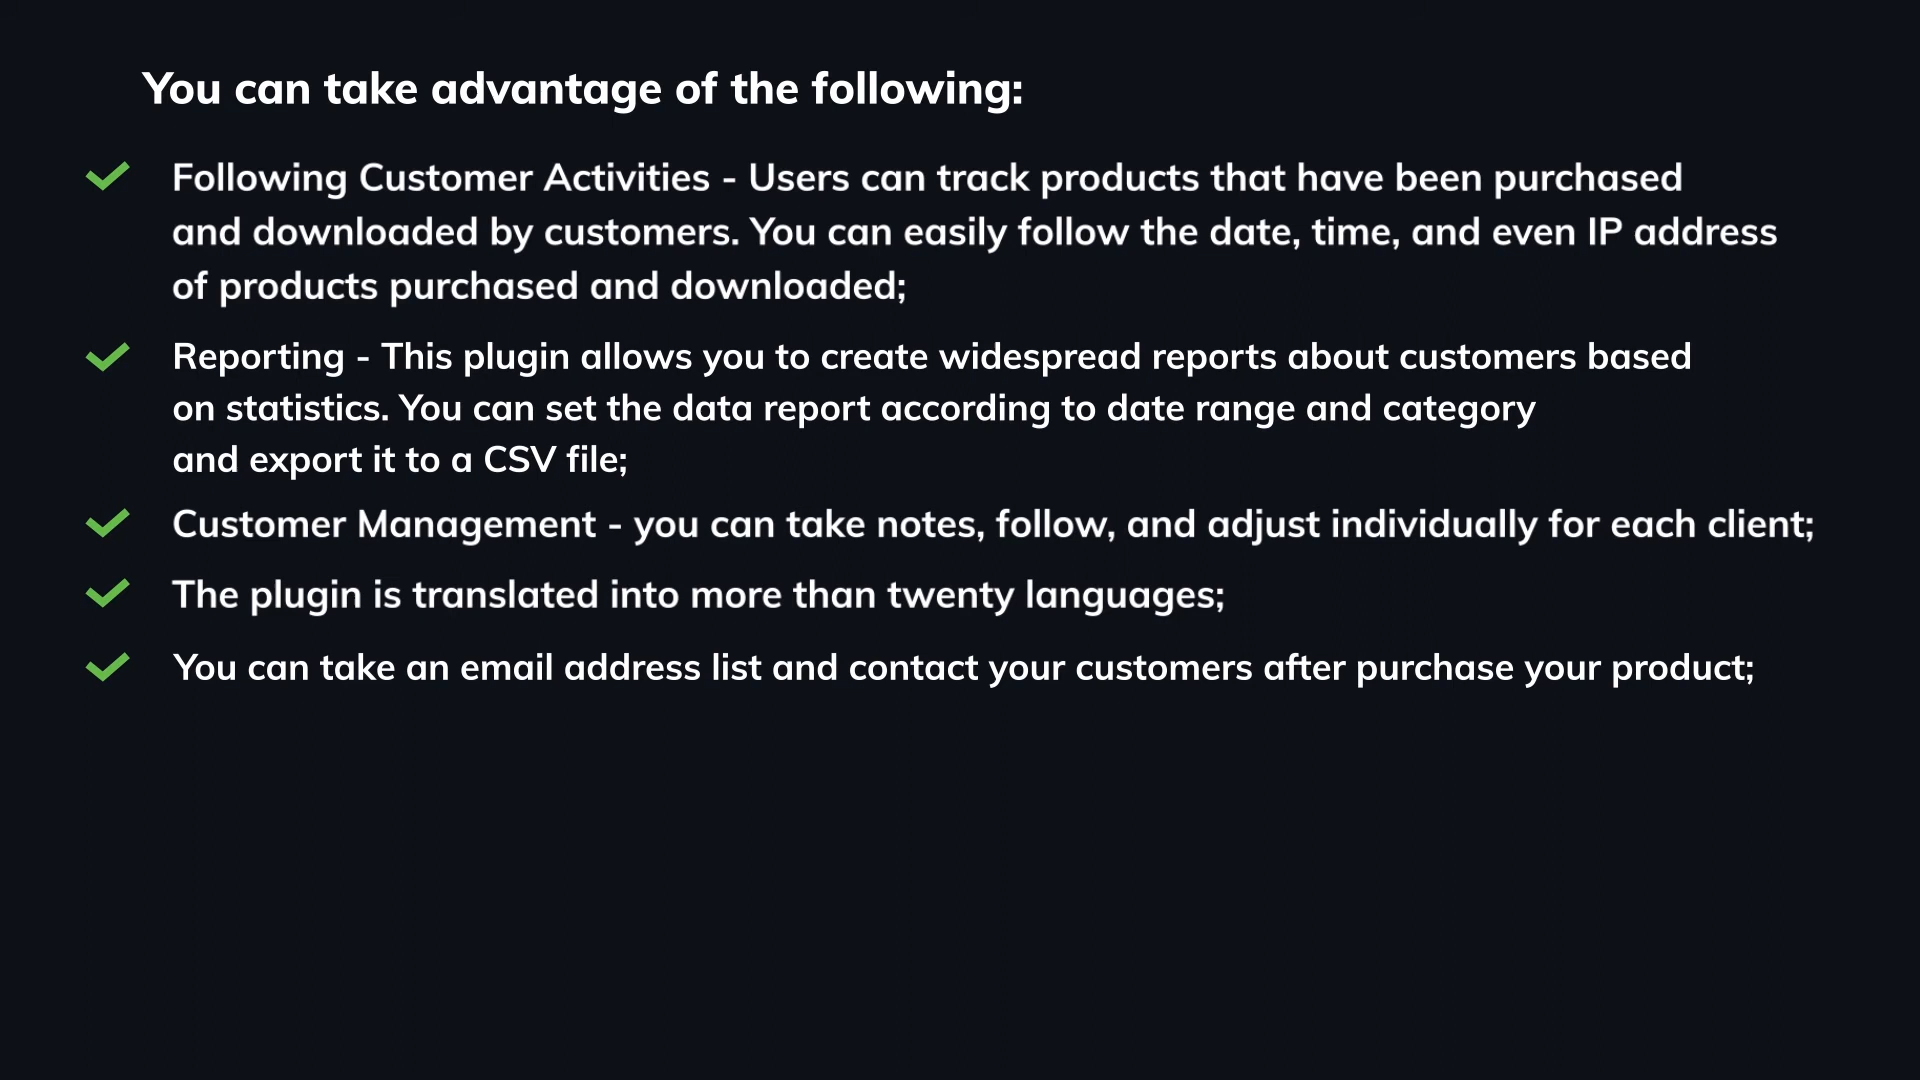 You can take advantage of the following:
Following Customer Activities - Users can track products that have been purchased
and downloaded by customers. You can easily follow the date, time, and even IP address
of products purchased and downloaded;
Reporting - This plugin allows you to create widespread reports about customers based
on statistics. You can set the data report according to date range and category
and export it to a CSV file;
Customer Management - you can take notes, follow, and adjust individually for each client;
The plugin is translated into more than twenty languages;
You can take an email address list and contact your customers after purchase your product;